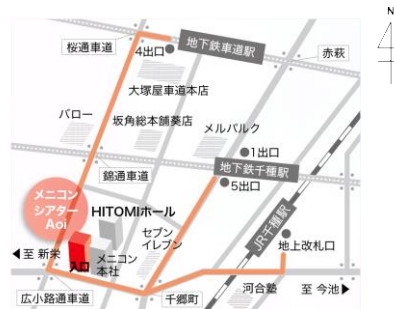 N
桜通車道
地下鉄車道駅
4出口
赤萩
大塚屋車道本店
バロー
坂角総本舗葵店
メルパルク
1出口
地下鉄千種駅
5出口
錦通車道
メニコン
シアター
Aoi
HITOMIホール
セブン
イレブン
JR千種駅
地上改札口
◀至 新栄
入口
メニコン
本社
広小路通車道
千郷町
河合塾
至 今池▶